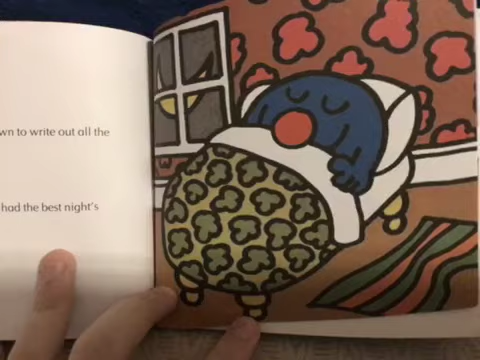 wn to write out all the
had the best night's